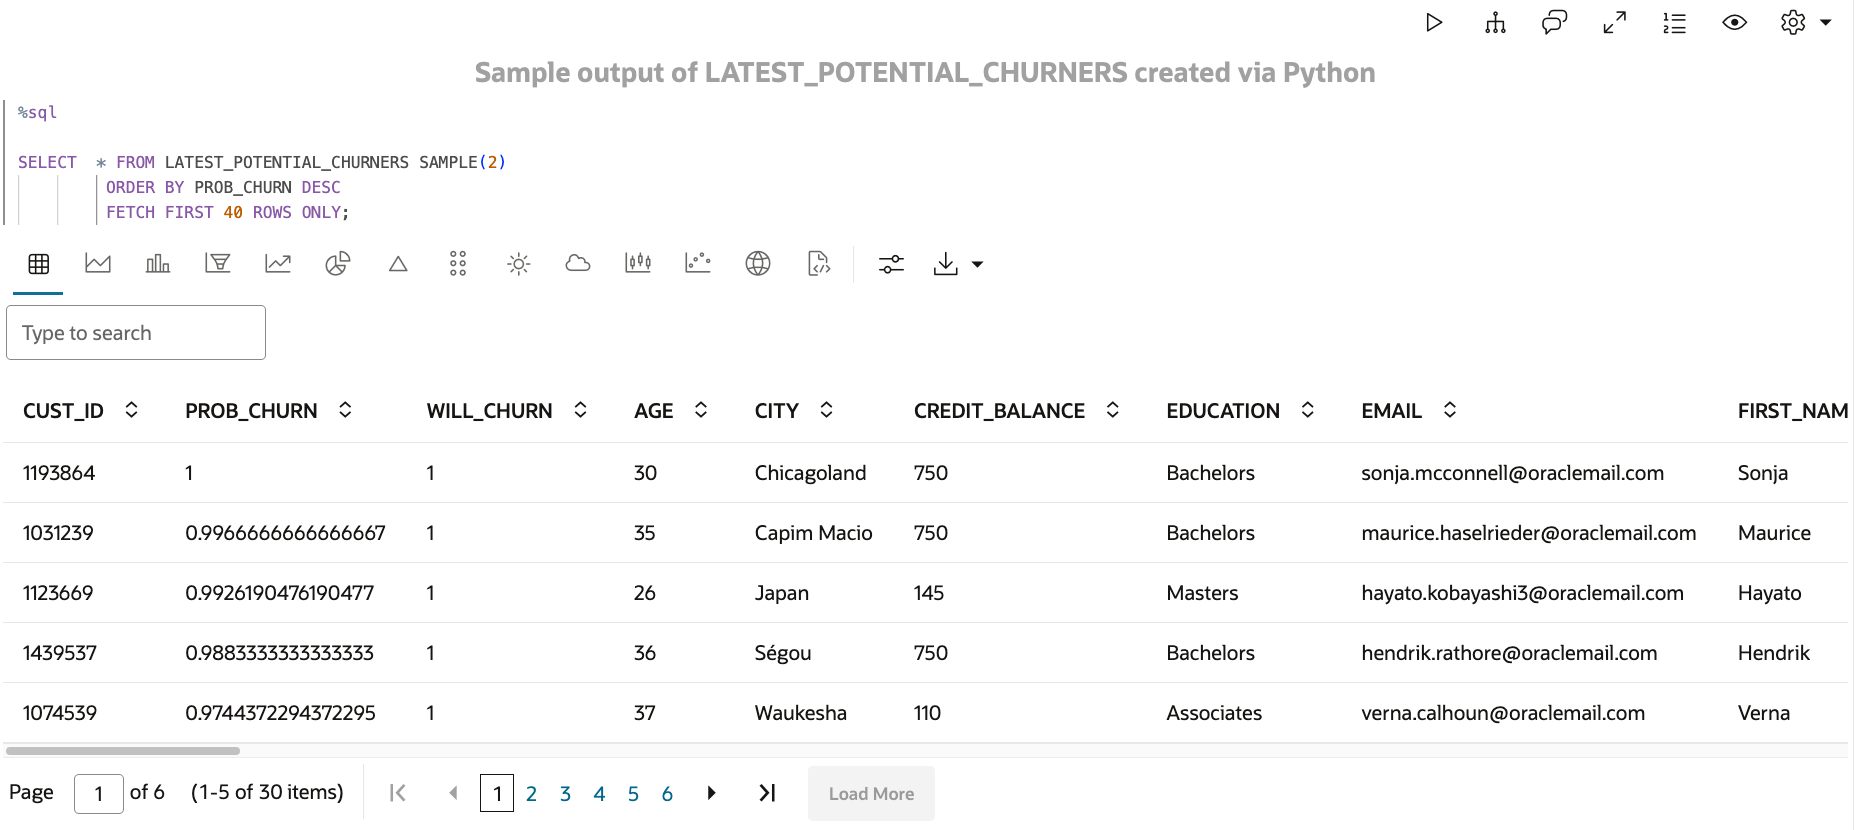 Sample output of LATEST_POTENTIAL_CHURNERS created via Python
%sql
SELECT * FROM LATEST_POTENTIAL_CHURNERS SAMPLE(2)
ORDER BY PROB_CHURN DESC
FETCH FIRST 40 ROWS ONLY;
Type to search
CUST_ID PROB_CHURN WILL_CHURN AGE CITY CREDIT_BALANCE EDUCATION EMAIL FIRST_NAM
1193864 1 1 30 Chicagoland 750 Bachelors sonja.mcconnell@oraclemail.com Sonja
1031239 0.9966666666666667 1 35 Capim Macio 750 Bachelors maurice.haselrieder@oraclemail.com Maurice
1123669 0.9926190476190477 1 26 Japan 145 Masters hayato.kobayashi3@oraclemail.com Hayato
1439537 0.9883333333333333 1 36 Ségou 750 Bachelors hendrik.rathore@oraclemail.com Hendrik
1074539 0.9744372294372295 1 37 Waukesha 110 Associates verna.calhoun@oraclemail.com Verna
Page 1 of 6 (1-5 of 30 items) 1 2 3 4 5 6 Load More